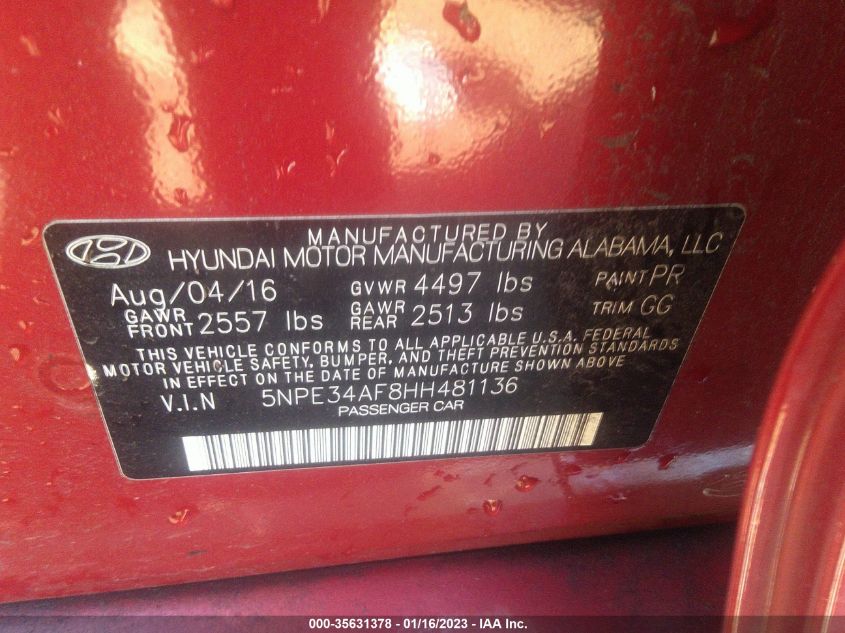 MANUFACTURED BY
HYUNDAI MOTOR MANUFACTURING ALABAMA, LLC
Aug/04/16 GVWR 4497 lbs PAINT PR
GAWR FRONT 2557 lbs GAWR REAR 2513 lbs TRIM GG
THIS VEHICLE CONFORMS TO ALL APPLICABLE U.S.A. FEDERAL
MOTOR VEHICLE SAFETY, BUMPER, AND THEFT PREVENTION STANDARDS
IN EFFECT ON THE DATE OF MANUFACTURE SHOWN ABOVE
V.I.N 5NPE34AF8HH481136
PASSENGER CAR
000-35631378 - 01/16/2023 - IAA Inc.